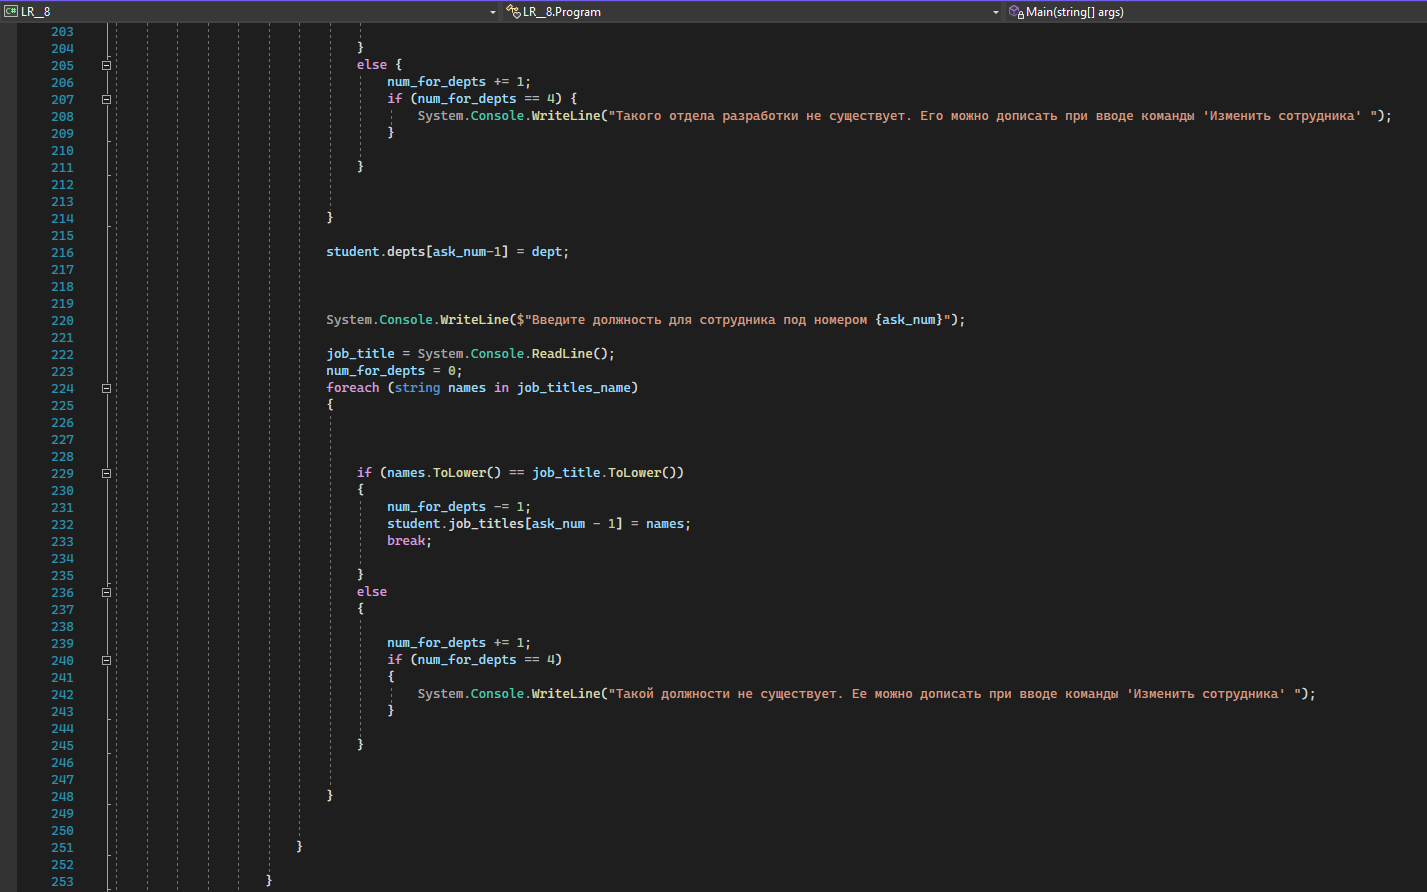 C# LR__8 LR__8.Program Main(string[] args)
203
204 }
205 else {
206 num_for_depts += 1;
207 if (num_for_depts == 4) {
208 System.Console.WriteLine("Такого отдела разработки не существует. Его можно дописать при вводе команды 'Изменить сотрудника' ");
209 }
210
211 }
212
213
214 }
215
216 student.depts[ask_num-1] = dept;
217
218
219
220 System.Console.WriteLine($"Введите должность для сотрудника под номером {ask_num}");
221
222 job_title = System.Console.ReadLine();
223 num_for_depts = 0;
224 foreach (string names in job_titles_name)
225 {
226
227
228
229 if (names.ToLower() == job_title.ToLower())
230 {
231 num_for_depts -= 1;
232 student.job_titles[ask_num - 1] = names;
233 break;
234
235 }
236 else
237 {
238
239 num_for_depts += 1;
240 if (num_for_depts == 4)
241 {
242 System.Console.WriteLine("Такой должности не существует. Ее можно дописать при вводе команды 'Изменить сотрудника' ");
243 }
244
245 }
246
247
248 }
249
250
251 }
252
253 }